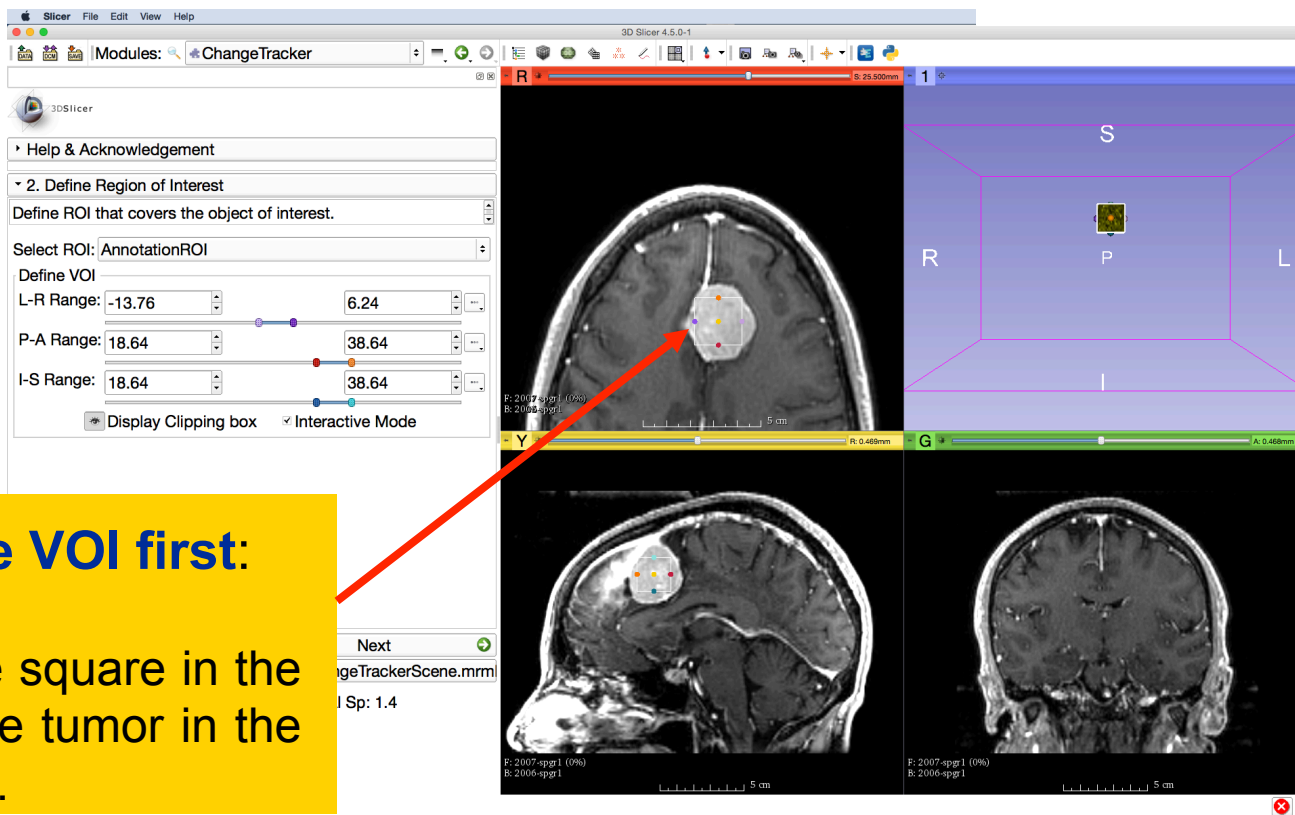 Slicer File Edit View Help
3D Slicer 4.5.0-1
DATA DCM SAVE Modules: ChangeTracker
3DSlicer
Help & Acknowledgement
2. Define Region of Interest
Define ROI that covers the object of interest.
Select ROI: AnnotationROI
Define VOI
L-R Range: -13.76 6.24
P-A Range: 18.64 38.64
I-S Range: 18.64 38.64
Display Clipping box Interactive Mode
Next
ngeTrackerScene.mrml
l Sp: 1.4
e VOI first:
e square in the
e tumor in the
.
R S: 25.500mm
F: 2007-spgr1 (0%)
B: 2006-spgr1
5 cm
1
S
R P L
I
Y R: 0.469mm
F: 2007-spgr1 (0%)
B: 2006-spgr1
5 cm
G A: 0.468mm
F: 2007-spgr1 (0%)
B: 2006-spgr1
5 cm